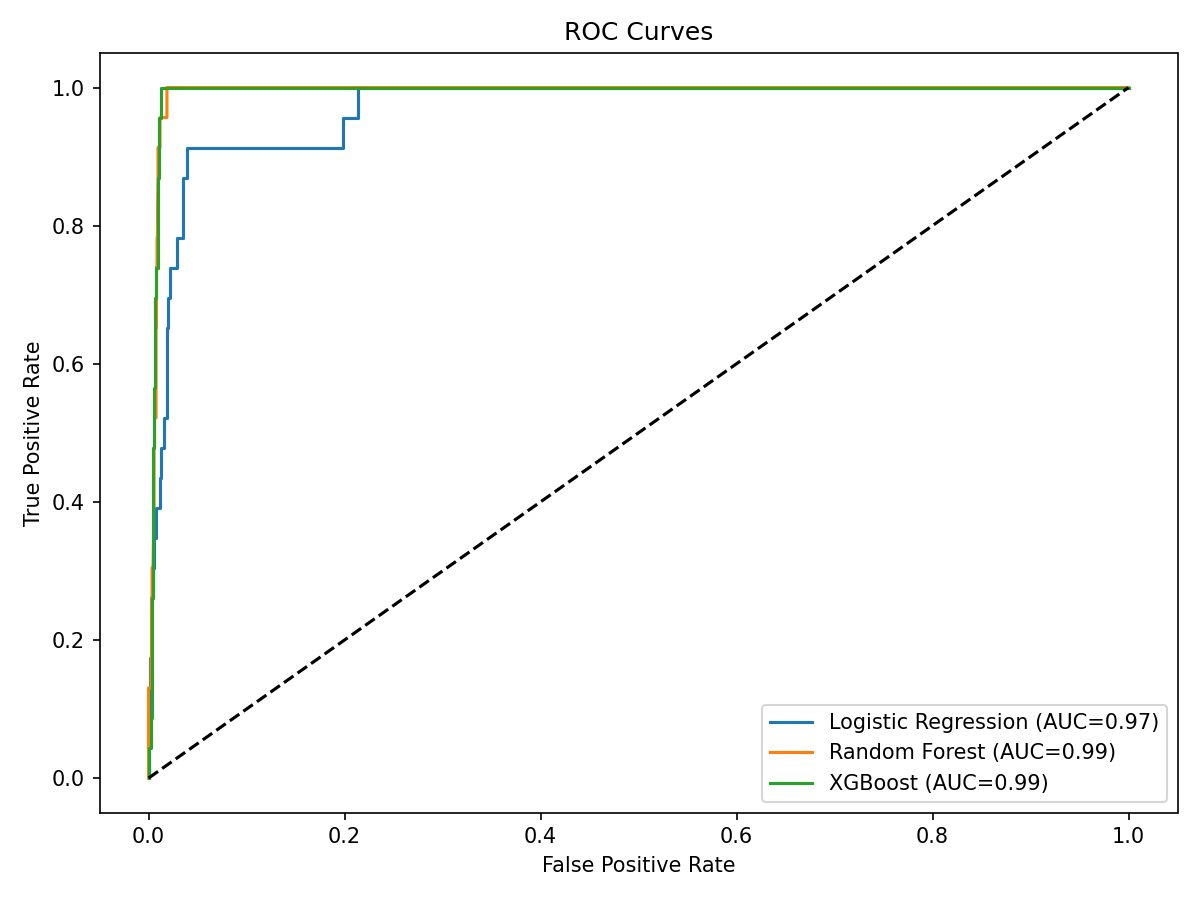 ROC Curves
1.0
0.8
0.6
0.4
0.2
0.0
True Positive Rate
0.0 0.2 0.4 0.6 0.8 1.0
False Positive Rate
Logistic Regression (AUC=0.97)
Random Forest (AUC=0.99)
XGBoost (AUC=0.99)